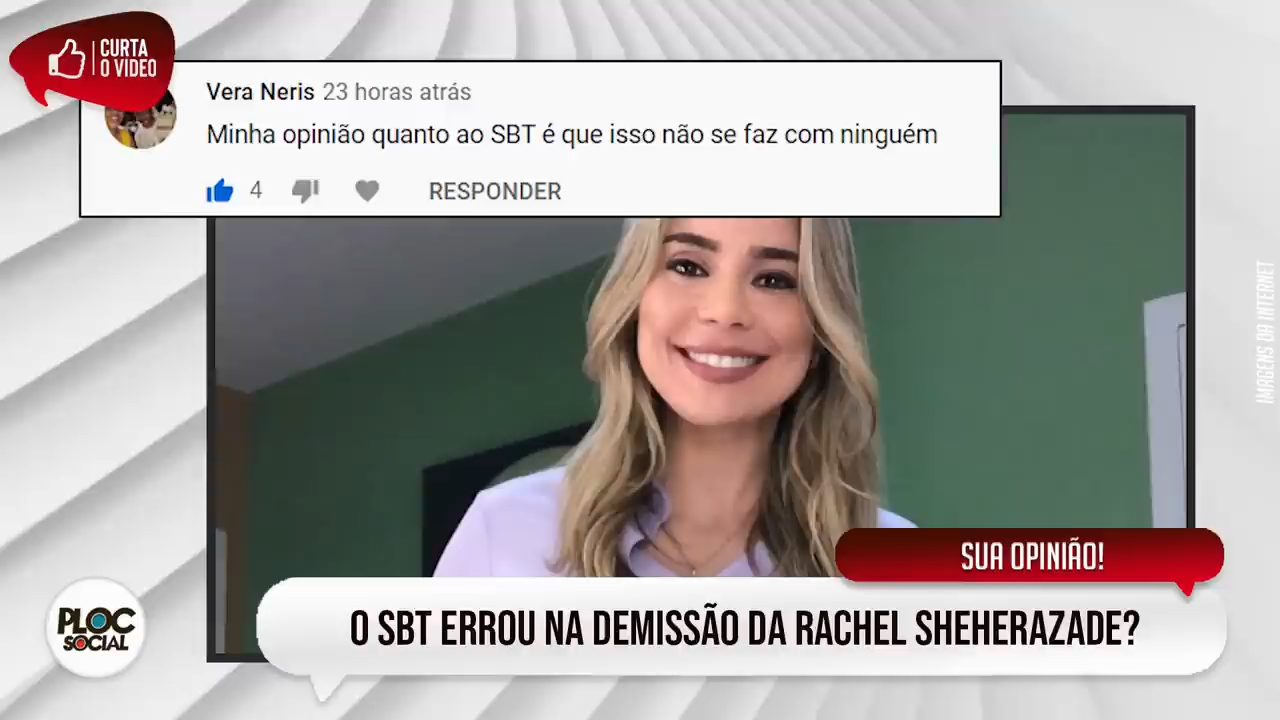 CURTA
O VIDEO
Vera Neris 23 horas atrás
Minha opinião quanto ao SBT é que isso não se faz com ninguém
4
RESPONDER
IMAGENS DA INTERNET
SUA OPINIÃO!
O SBT ERROU NA DEMISSÃO DA RACHEL SHEHERAZADE?
PLOC
SOCIAL